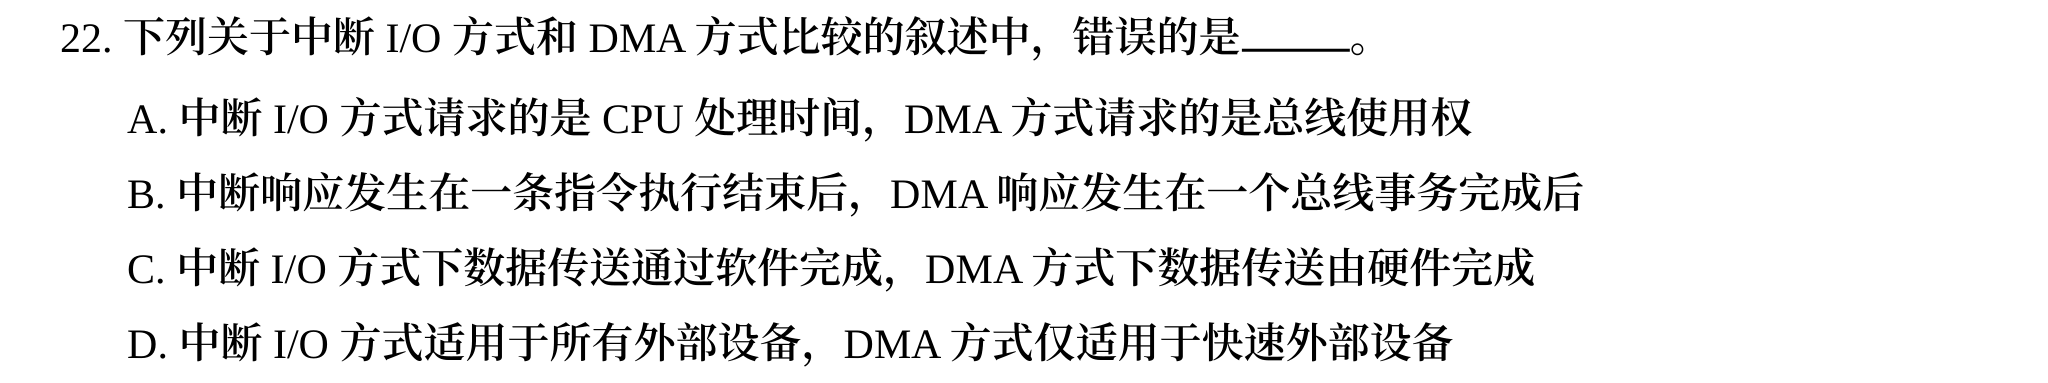 22. 下列关于中断 I/O 方式和 DMA 方式比较的叙述中，错误的是_____。
A. 中断 I/O 方式请求的是 CPU 处理时间，DMA 方式请求的是总线使用权
B. 中断响应发生在一条指令执行结束后，DMA 响应发生在一个总线事务完成后
C. 中断 I/O 方式下数据传送通过软件完成，DMA 方式下数据传送由硬件完成
D. 中断 I/O 方式适用于所有外部设备，DMA 方式仅适用于快速外部设备